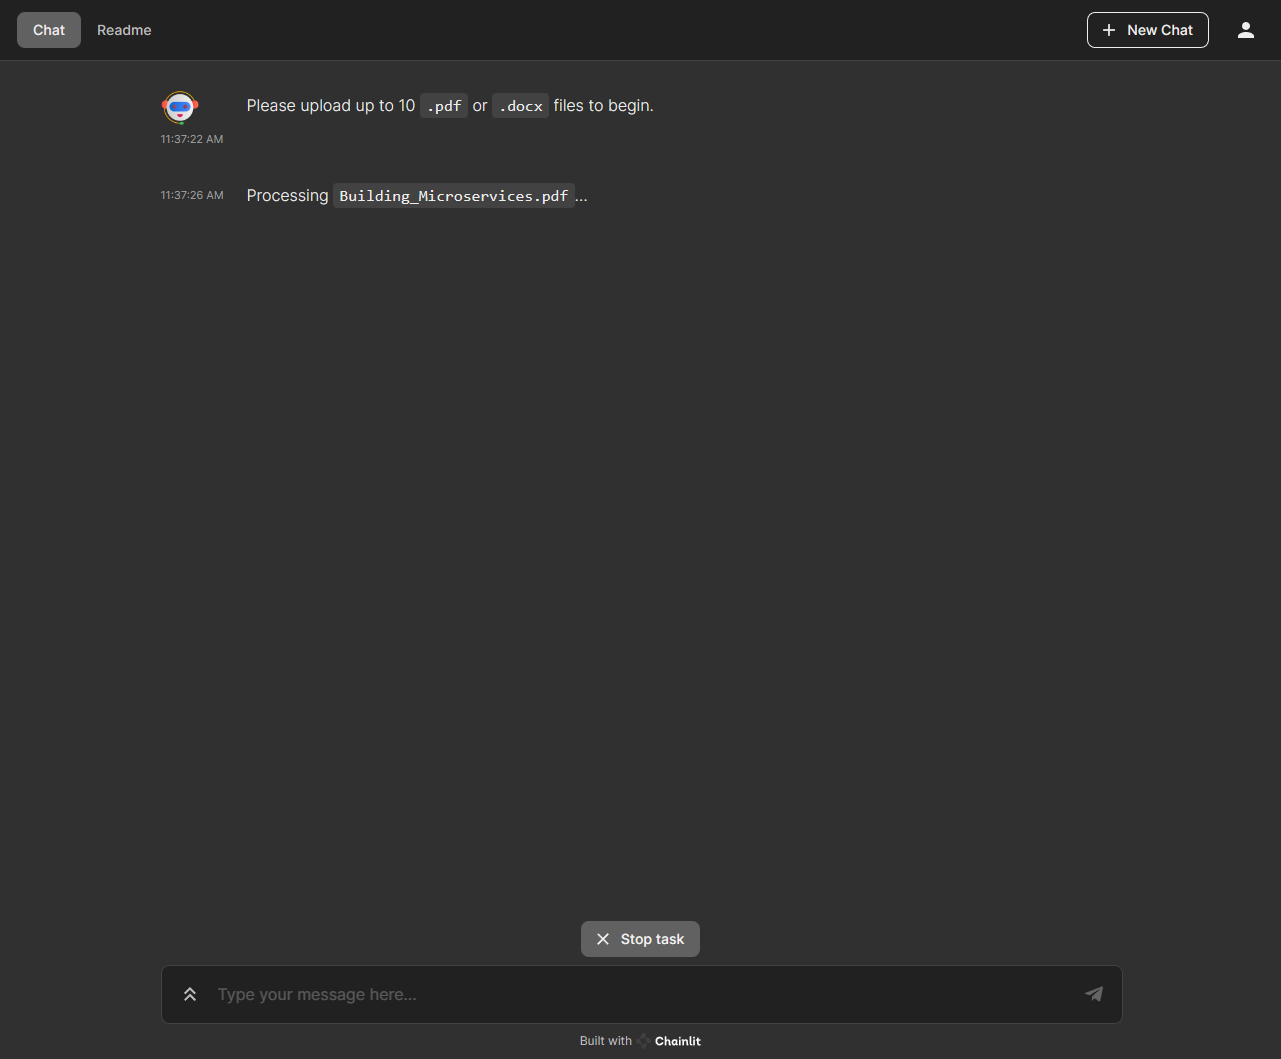 Chat Readme New Chat
Please upload up to 10 .pdf or .docx files to begin.
11:37:22 AM
11:37:26 AM Processing Building_Microservices.pdf...
Stop task
Type your message here...
Built with Chainlit